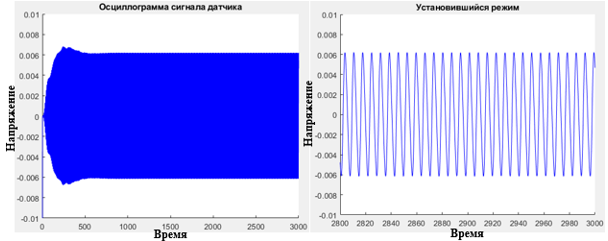 Осциллограмма сигнала датчика
Напряжение
0.01
0.008
0.006
0.004
0.002
0
-0.002
-0.004
-0.006
-0.008
-0.01
0 500 1000 1500 2000 2500 3000
Время
Установившийся режим
Напряжение
0.01
0.008
0.006
0.004
0.002
0
-0.002
-0.004
-0.006
-0.008
-0.01
2800 2820 2840 2860 2880 2900 2920 2940 2960 2980 3000
Время